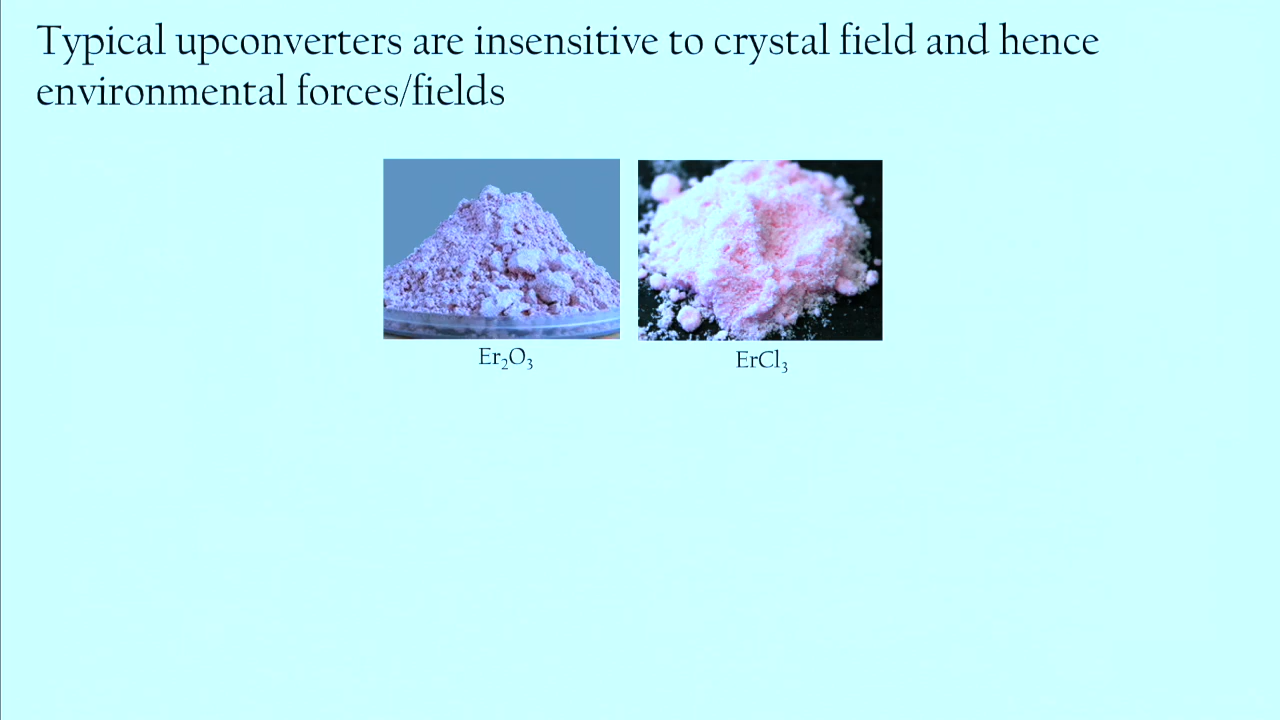 Typical upconverters are insensitive to crystal field and hence
environmental forces/fields
Er₂O₃
ErCl₃